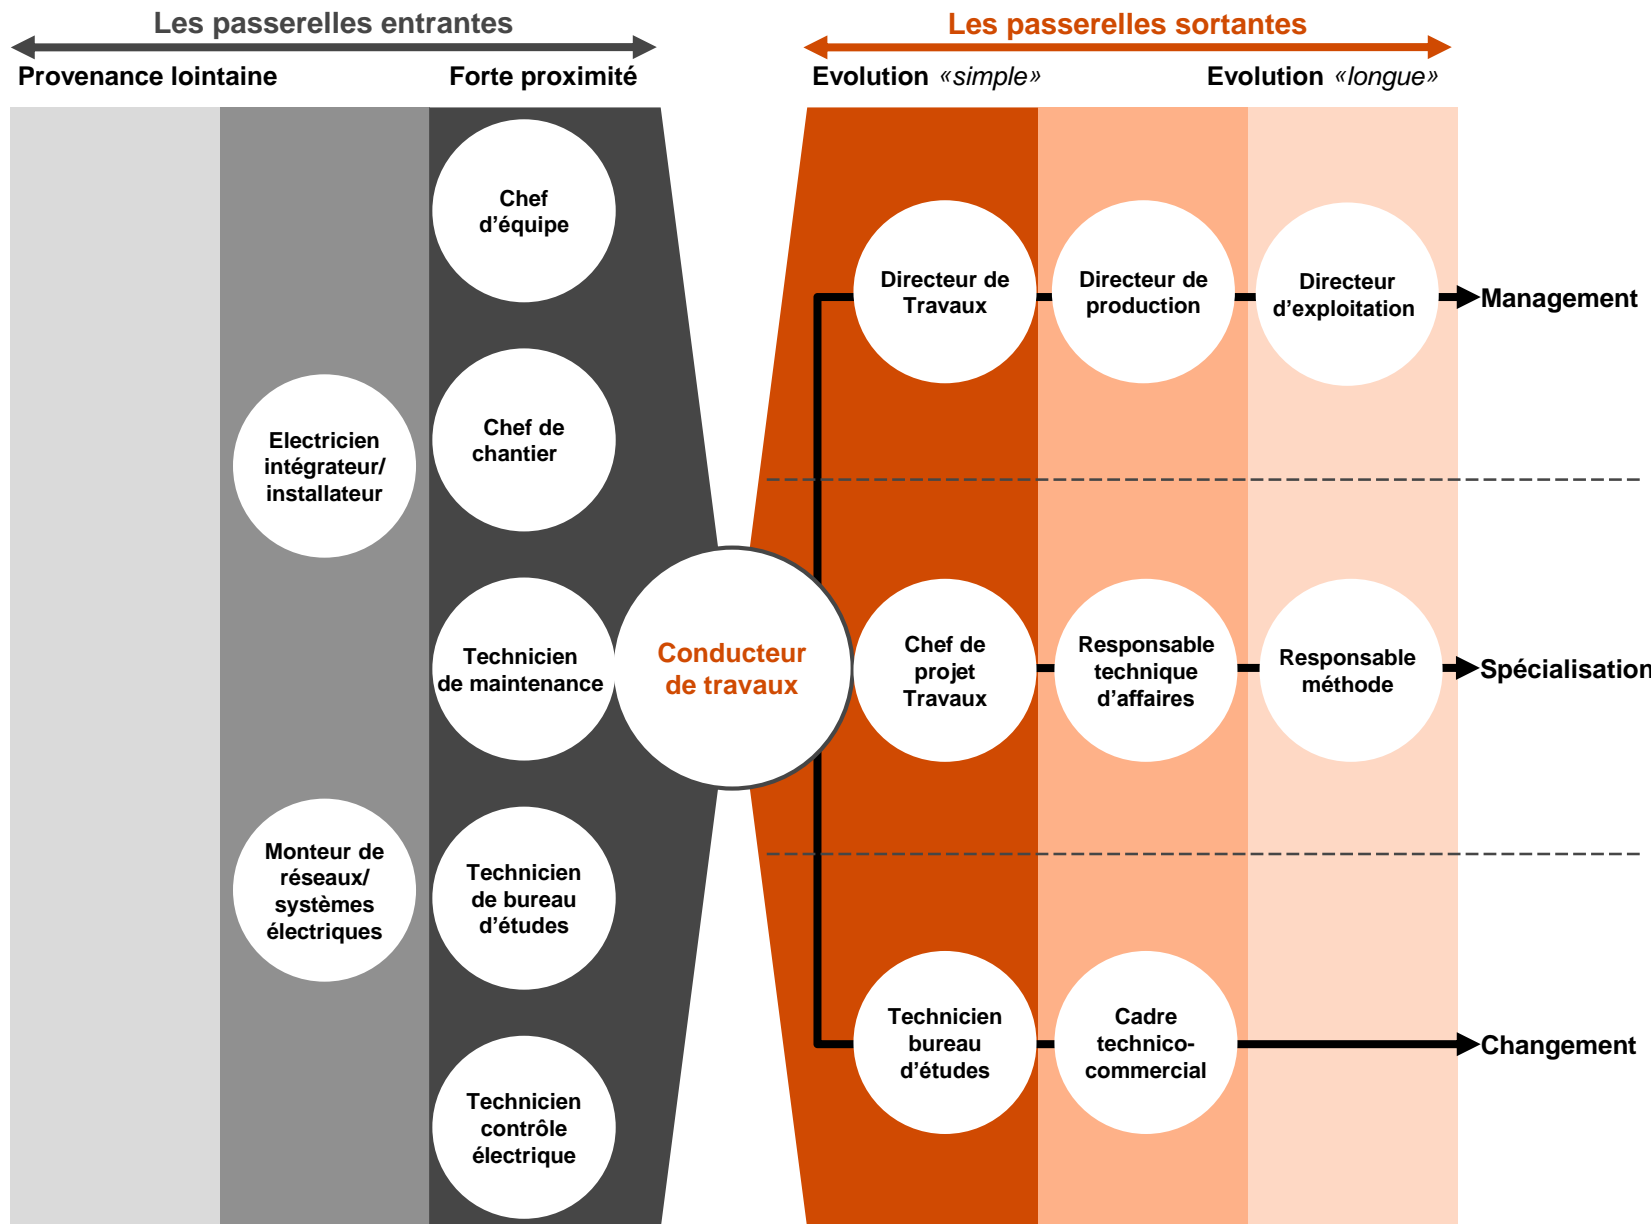 Les passerelles entrantes
Provenance lointaine
Forte proximité
Les passerelles sortantes
Evolution «simple»
Evolution «longue»
Chef
d’équipe
Electricien
intégrateur/
installateur
Chef de
chantier
Technicien
de maintenance
Monteur de
réseaux/
systèmes
électriques
Technicien
de bureau
d’études
Technicien
contrôle
électrique
Conducteur
de travaux
Directeur de
Travaux
Directeur de
production
Directeur
d’exploitation
Management
Chef de
projet
Travaux
Responsable
technique
d’affaires
Responsable
méthode
Spécialisation
Technicien
bureau
d’études
Cadre
technico-
commercial
Changement